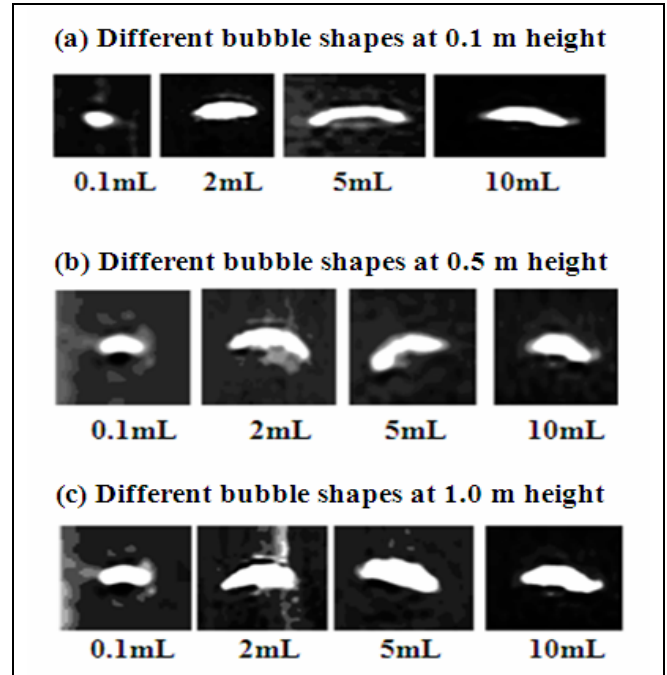 (a) Different bubble shapes at 0.1 m height
0.1mL 2mL 5mL 10mL
(b) Different bubble shapes at 0.5 m height
0.1mL 2mL 5mL 10mL
(c) Different bubble shapes at 1.0 m height
0.1mL 2mL 5mL 10mL